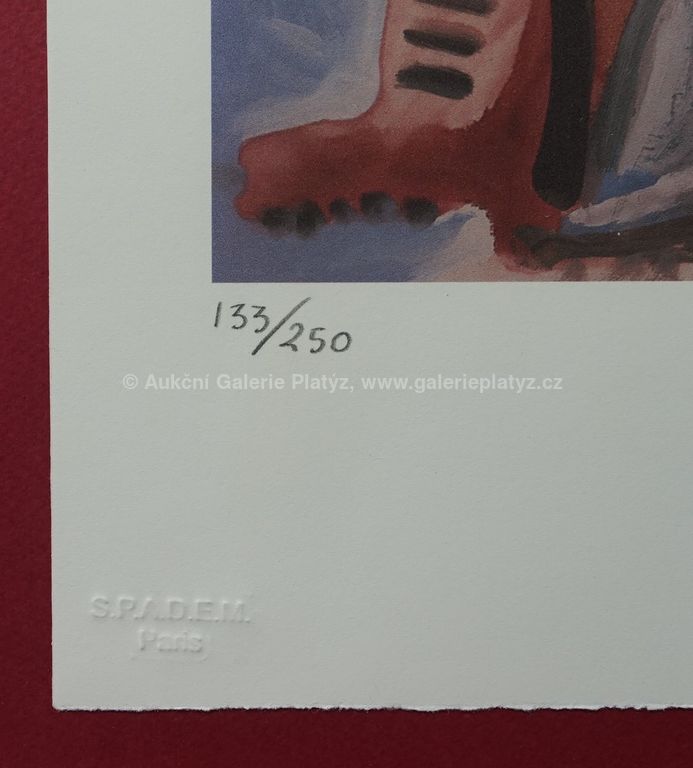 133/250
© Aukční Galerie Platýz, www.galerieplatyz.cz
S.P.A.D.E.M.
Paris